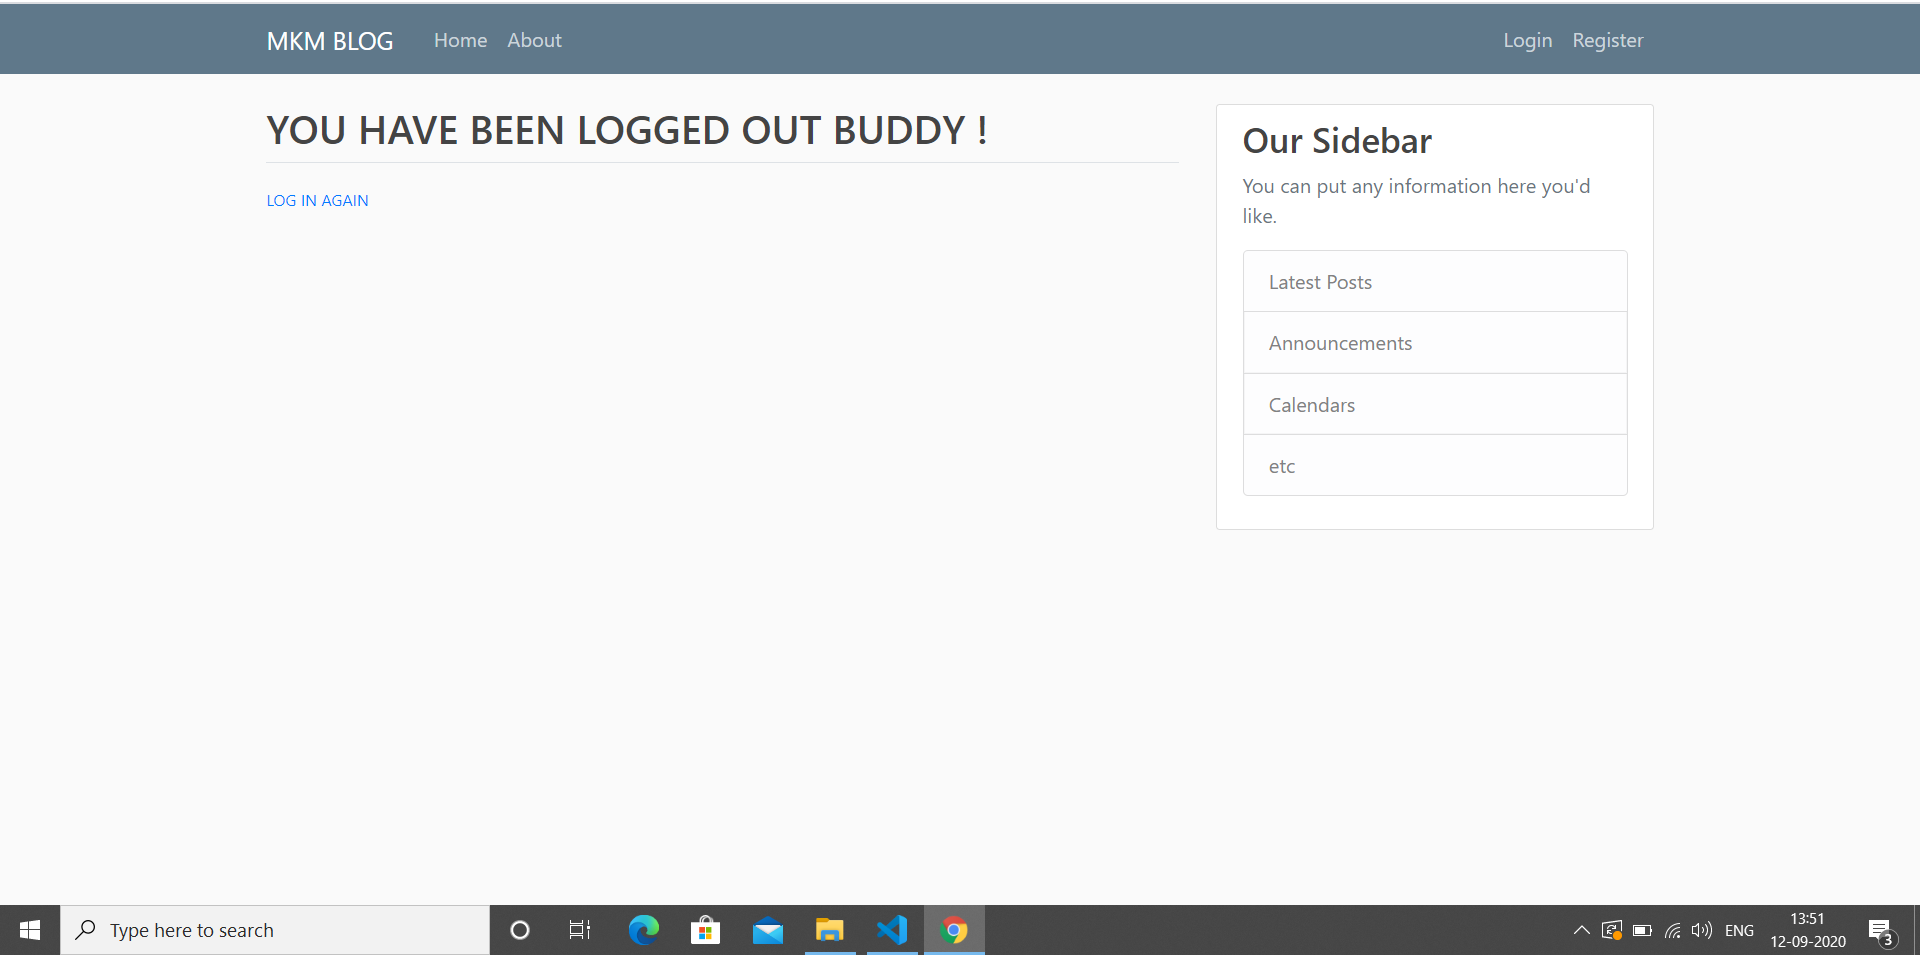 MKM BLOG Home About Login Register
YOU HAVE BEEN LOGGED OUT BUDDY !
LOG IN AGAIN
Our Sidebar
You can put any information here you'd
like.
Latest Posts
Announcements
Calendars
etc
Type here to search
ENG
13:51
12-09-2020
3